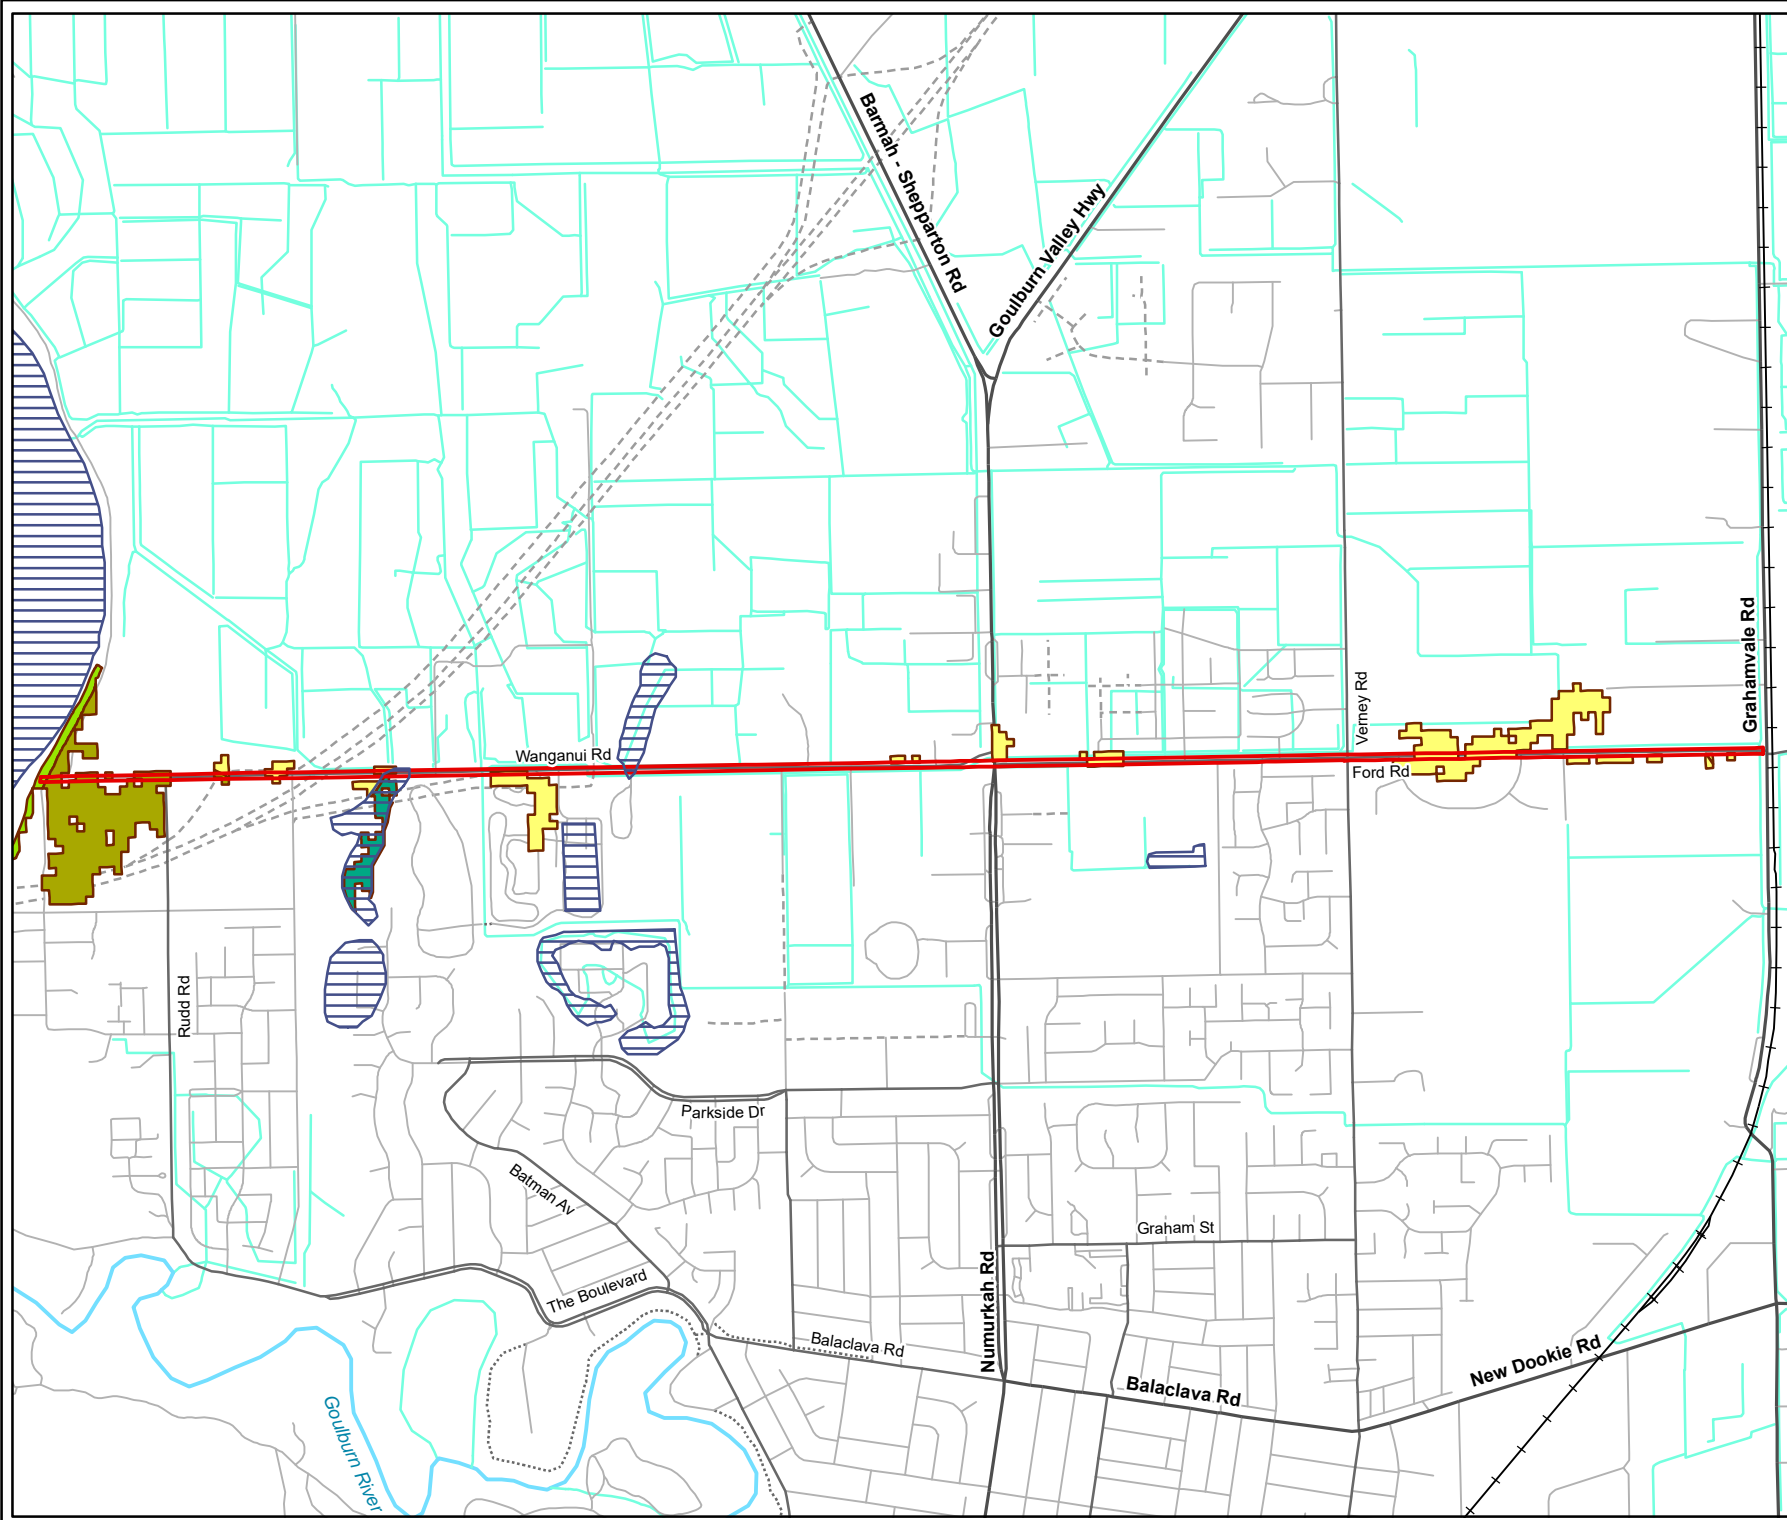 Barmah - Shepparton Rd
Goulburn Valley Hwy
Grahamvale Rd
Verney Rd
Wanganui Rd
Ford Rd
Rudd Rd
Parkside Dr
Batman Av
Graham St
The Boulevard
Numurkah Rd
Balaclava Rd
New Dookie Rd
Balaclava Rd
Goulburn River